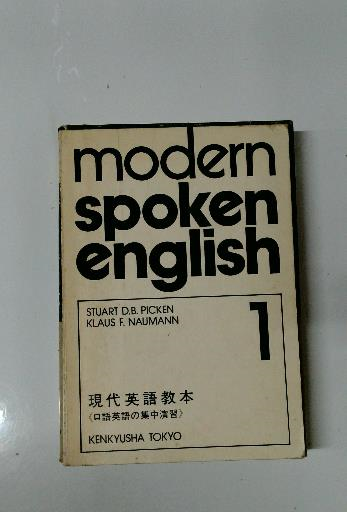 modern
spoken
english
STUART D.B. PICKEN
KLAUS F. NAUMANN
1
現代英語教本
《口語英語の集中演習》
KENKYUSHA TOKYO